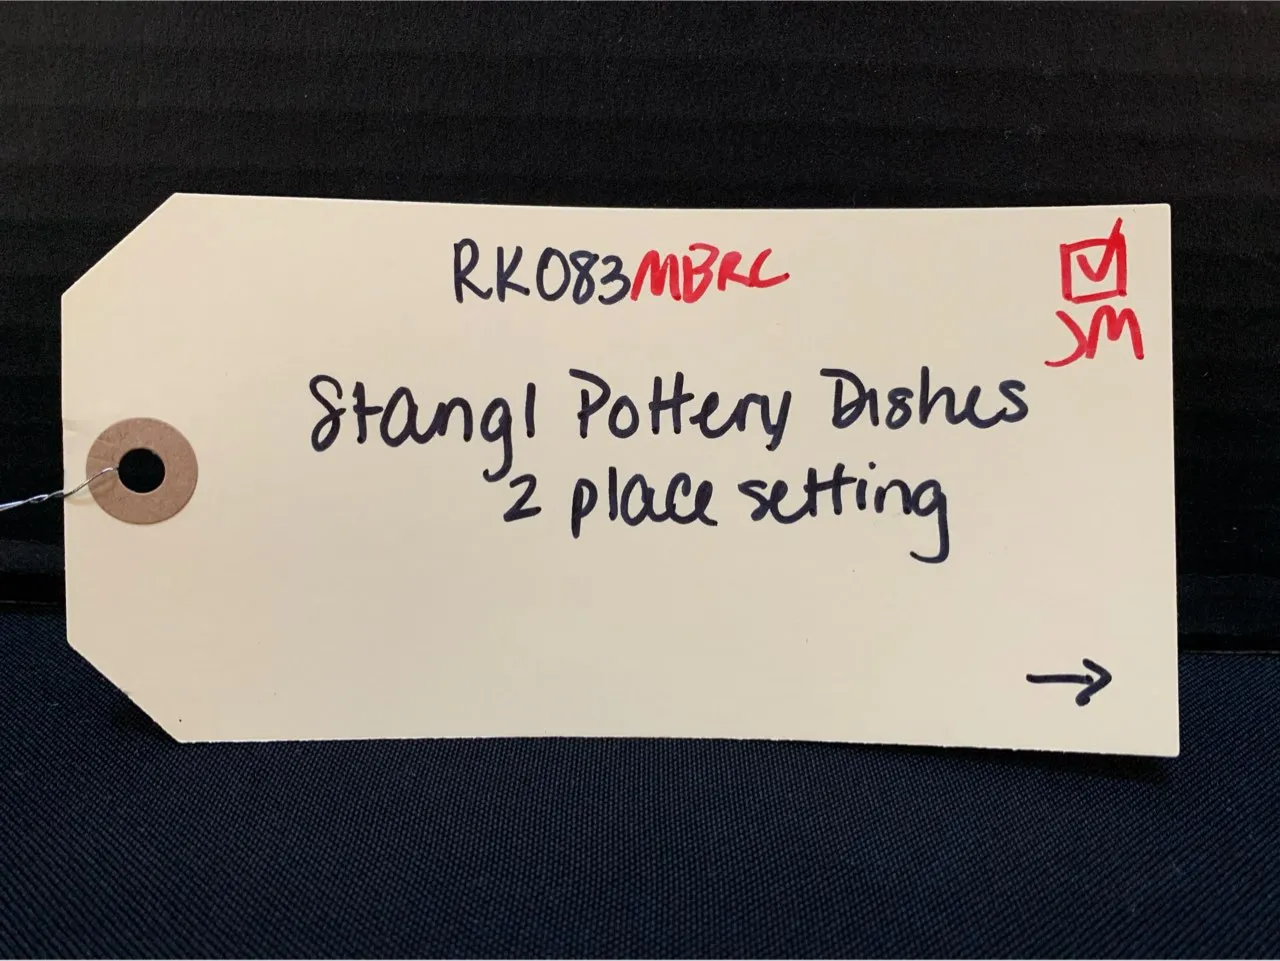 RK083MBRC
JM
Stangl Pottery Dishes
2 place setting